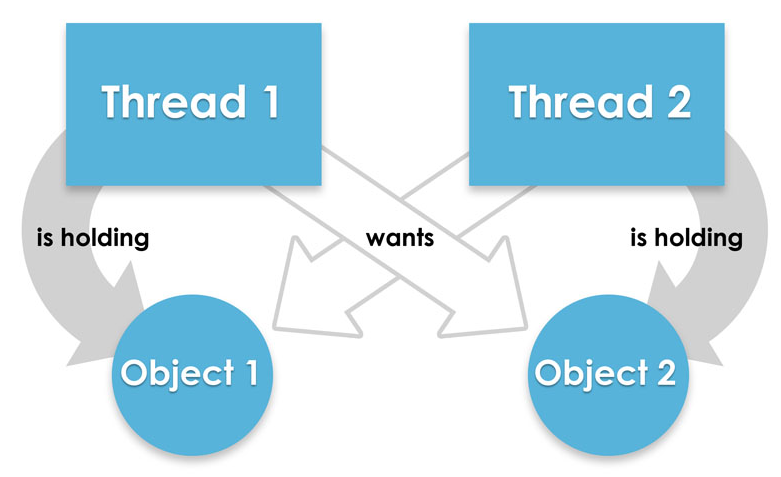 Thread 1
Thread 2
is holding
wants
is holding
Object 1
Object 2